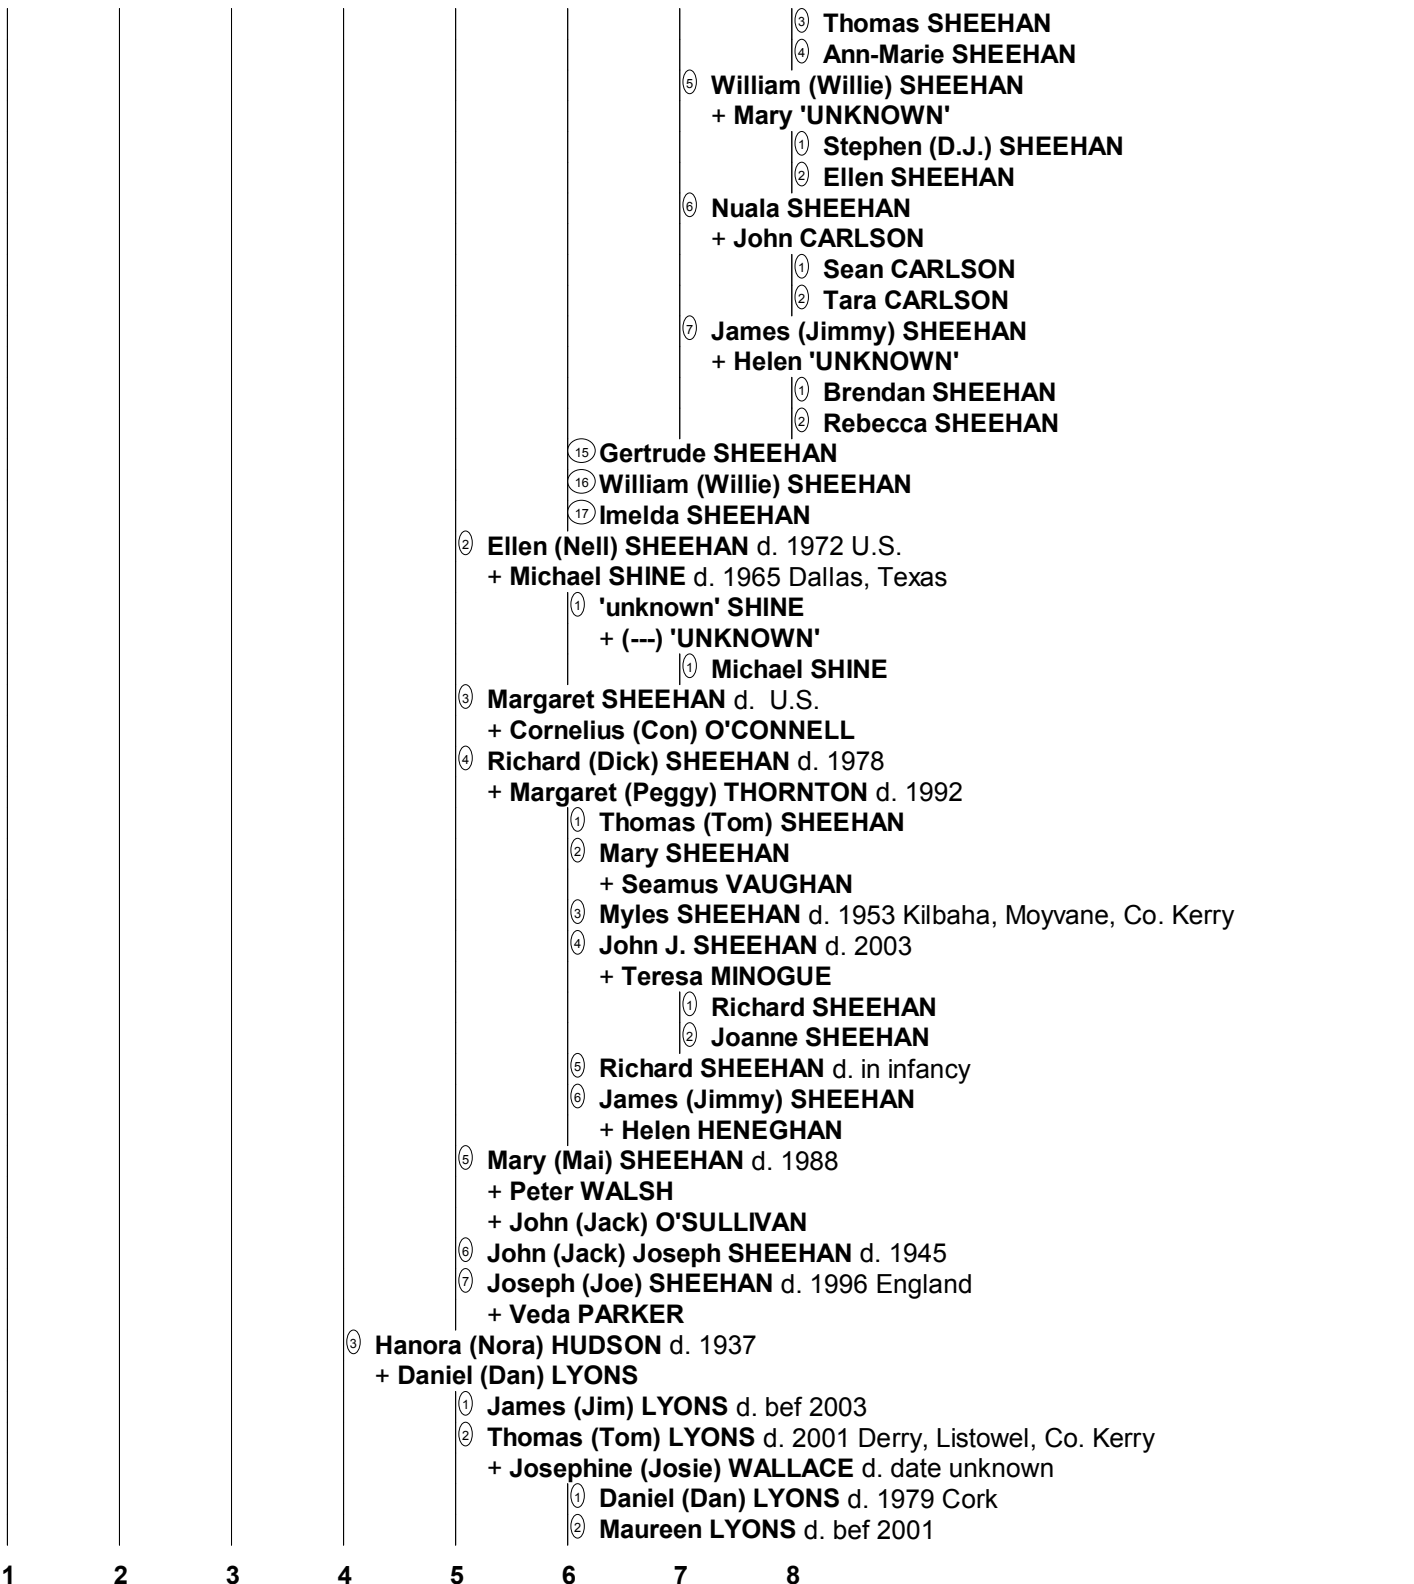 3 Thomas SHEEHAN
4 Ann-Marie SHEEHAN
5 William (Willie) SHEEHAN
+ Mary 'UNKNOWN'
1 Stephen (D.J.) SHEEHAN
2 Ellen SHEEHAN
6 Nuala SHEEHAN
+ John CARLSON
1 Sean CARLSON
2 Tara CARLSON
7 James (Jimmy) SHEEHAN
+ Helen 'UNKNOWN'
1 Brendan SHEEHAN
2 Rebecca SHEEHAN
15 Gertrude SHEEHAN
16 William (Willie) SHEEHAN
17 Imelda SHEEHAN
2 Ellen (Nell) SHEEHAN d. 1972 U.S.
+ Michael SHINE d. 1965 Dallas, Texas
1 'unknown' SHINE
+ (---) 'UNKNOWN'
1 Michael SHINE
3 Margaret SHEEHAN d. U.S.
+ Cornelius (Con) O'CONNELL
4 Richard (Dick) SHEEHAN d. 1978
+ Margaret (Peggy) THORNTON d. 1992
1 Thomas (Tom) SHEEHAN
2 Mary SHEEHAN
+ Seamus VAUGHAN
3 Myles SHEEHAN d. 1953 Kilbaha, Moyvane, Co. Kerry
4 John J. SHEEHAN d. 2003
+ Teresa MINOGUE
1 Richard SHEEHAN
2 Joanne SHEEHAN
5 Richard SHEEHAN d. in infancy
6 James (Jimmy) SHEEHAN
+ Helen HENEGHAN
5 Mary (Mai) SHEEHAN d. 1988
+ Peter WALSH
+ John (Jack) O'SULLIVAN
6 John (Jack) Joseph SHEEHAN d. 1945
7 Joseph (Joe) SHEEHAN d. 1996 England
+ Veda PARKER
3 Hanora (Nora) HUDSON d. 1937
+ Daniel (Dan) LYONS
1 James (Jim) LYONS d. bef 2003
2 Thomas (Tom) LYONS d. 2001 Derry, Listowel, Co. Kerry
+ Josephine (Josie) WALLACE d. date unknown
1 Daniel (Dan) LYONS d. 1979 Cork
2 Maureen LYONS d. bef 2001
1 2 3 4 5 6 7 8